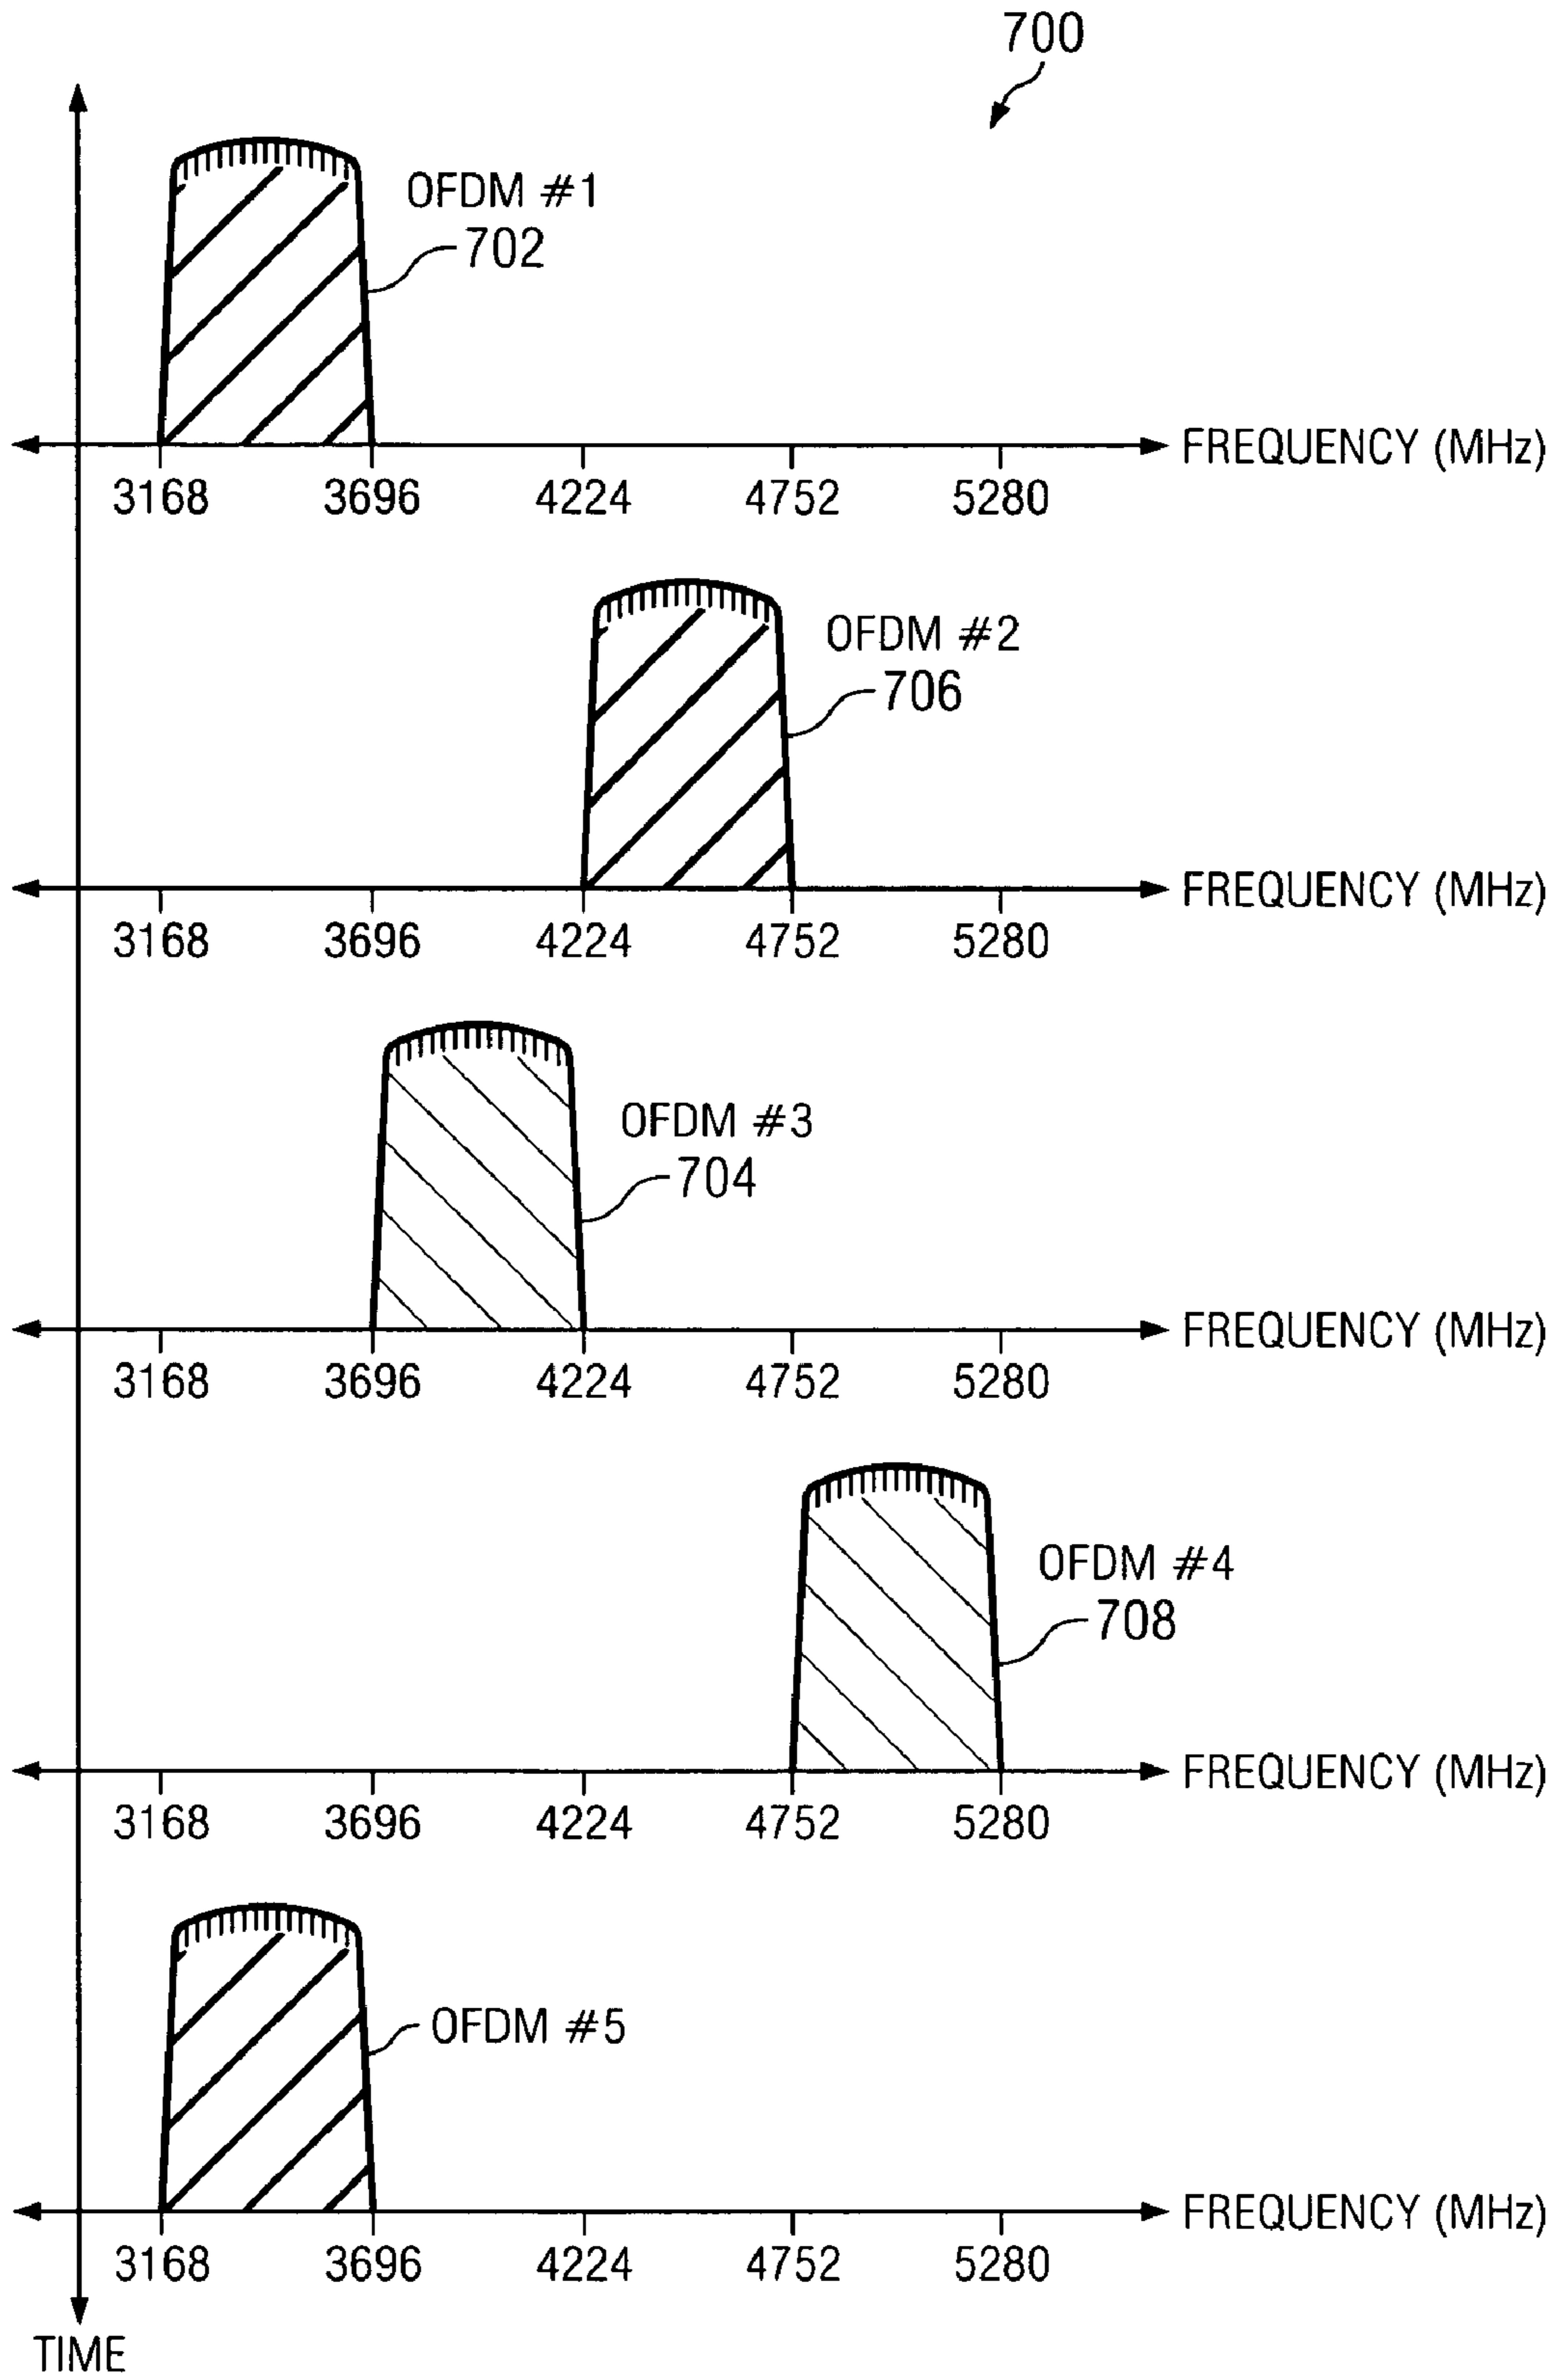 700
OFDM #1
702
FREQUENCY (MHz)
3168 3696 4224 4752 5280
OFDM #2
706
FREQUENCY (MHz)
3168 3696 4224 4752 5280
OFDM #3
704
FREQUENCY (MHz)
3168 3696 4224 4752 5280
OFDM #4
708
FREQUENCY (MHz)
3168 3696 4224 4752 5280
OFDM #5
FREQUENCY (MHz)
3168 3696 4224 4752 5280
TIME